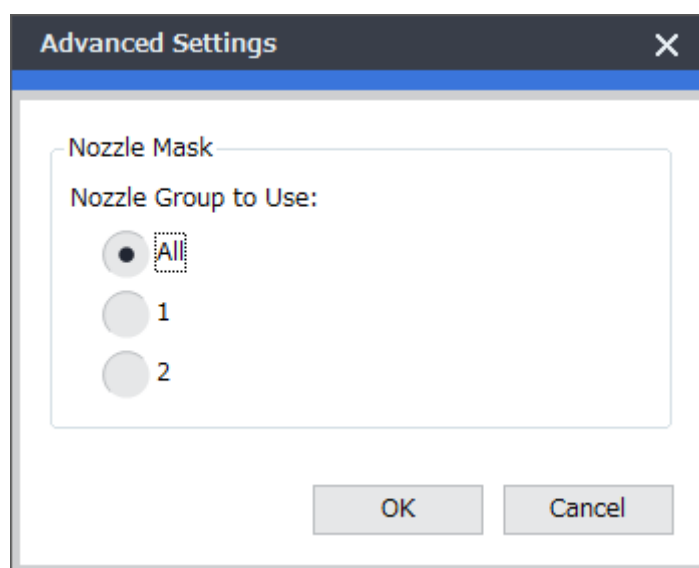 Advanced Settings
Nozzle Mask
Nozzle Group to Use:
All
1
2
OK Cancel